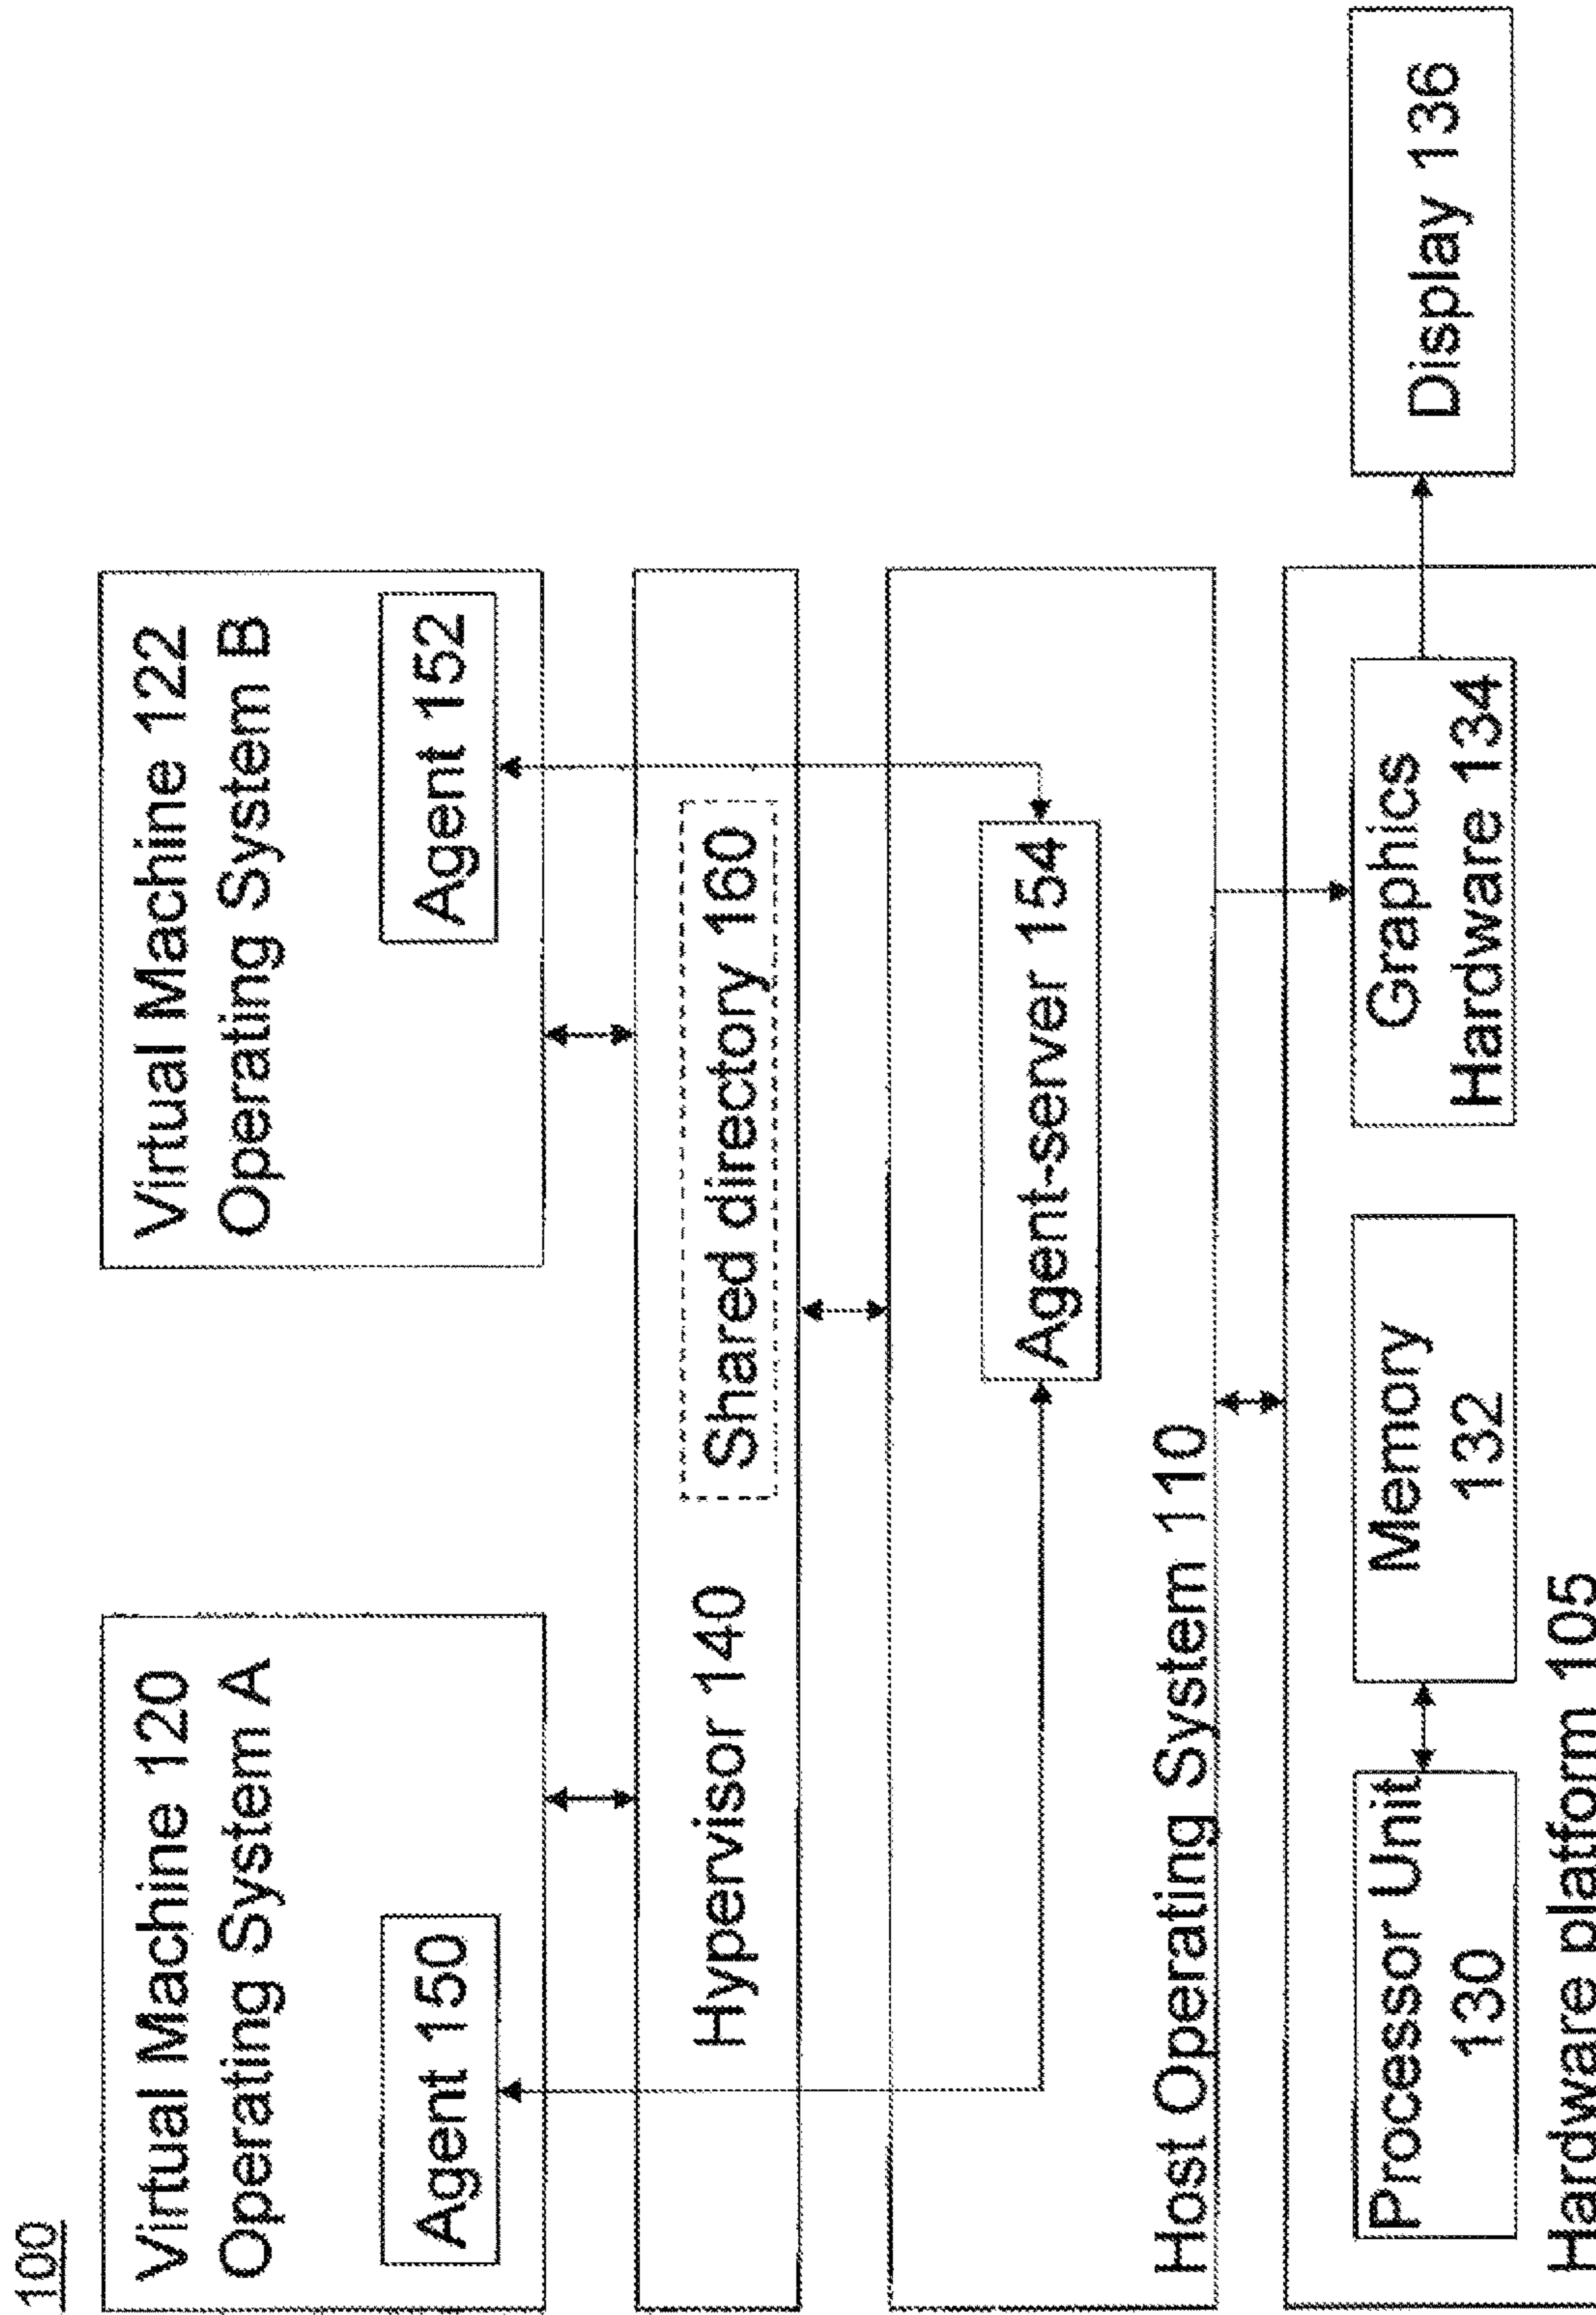 100
Virtual Machine 120
Operating System A
Agent 150
Virtual Machine 122
Operating System B
Agent 152
Hypervisor 140
Shared directory 160
Agent-server 154
Host Operating System 110
Processor Unit
130
Memory
132
Graphics
Hardware 134
Display 136
Hardware platform 105